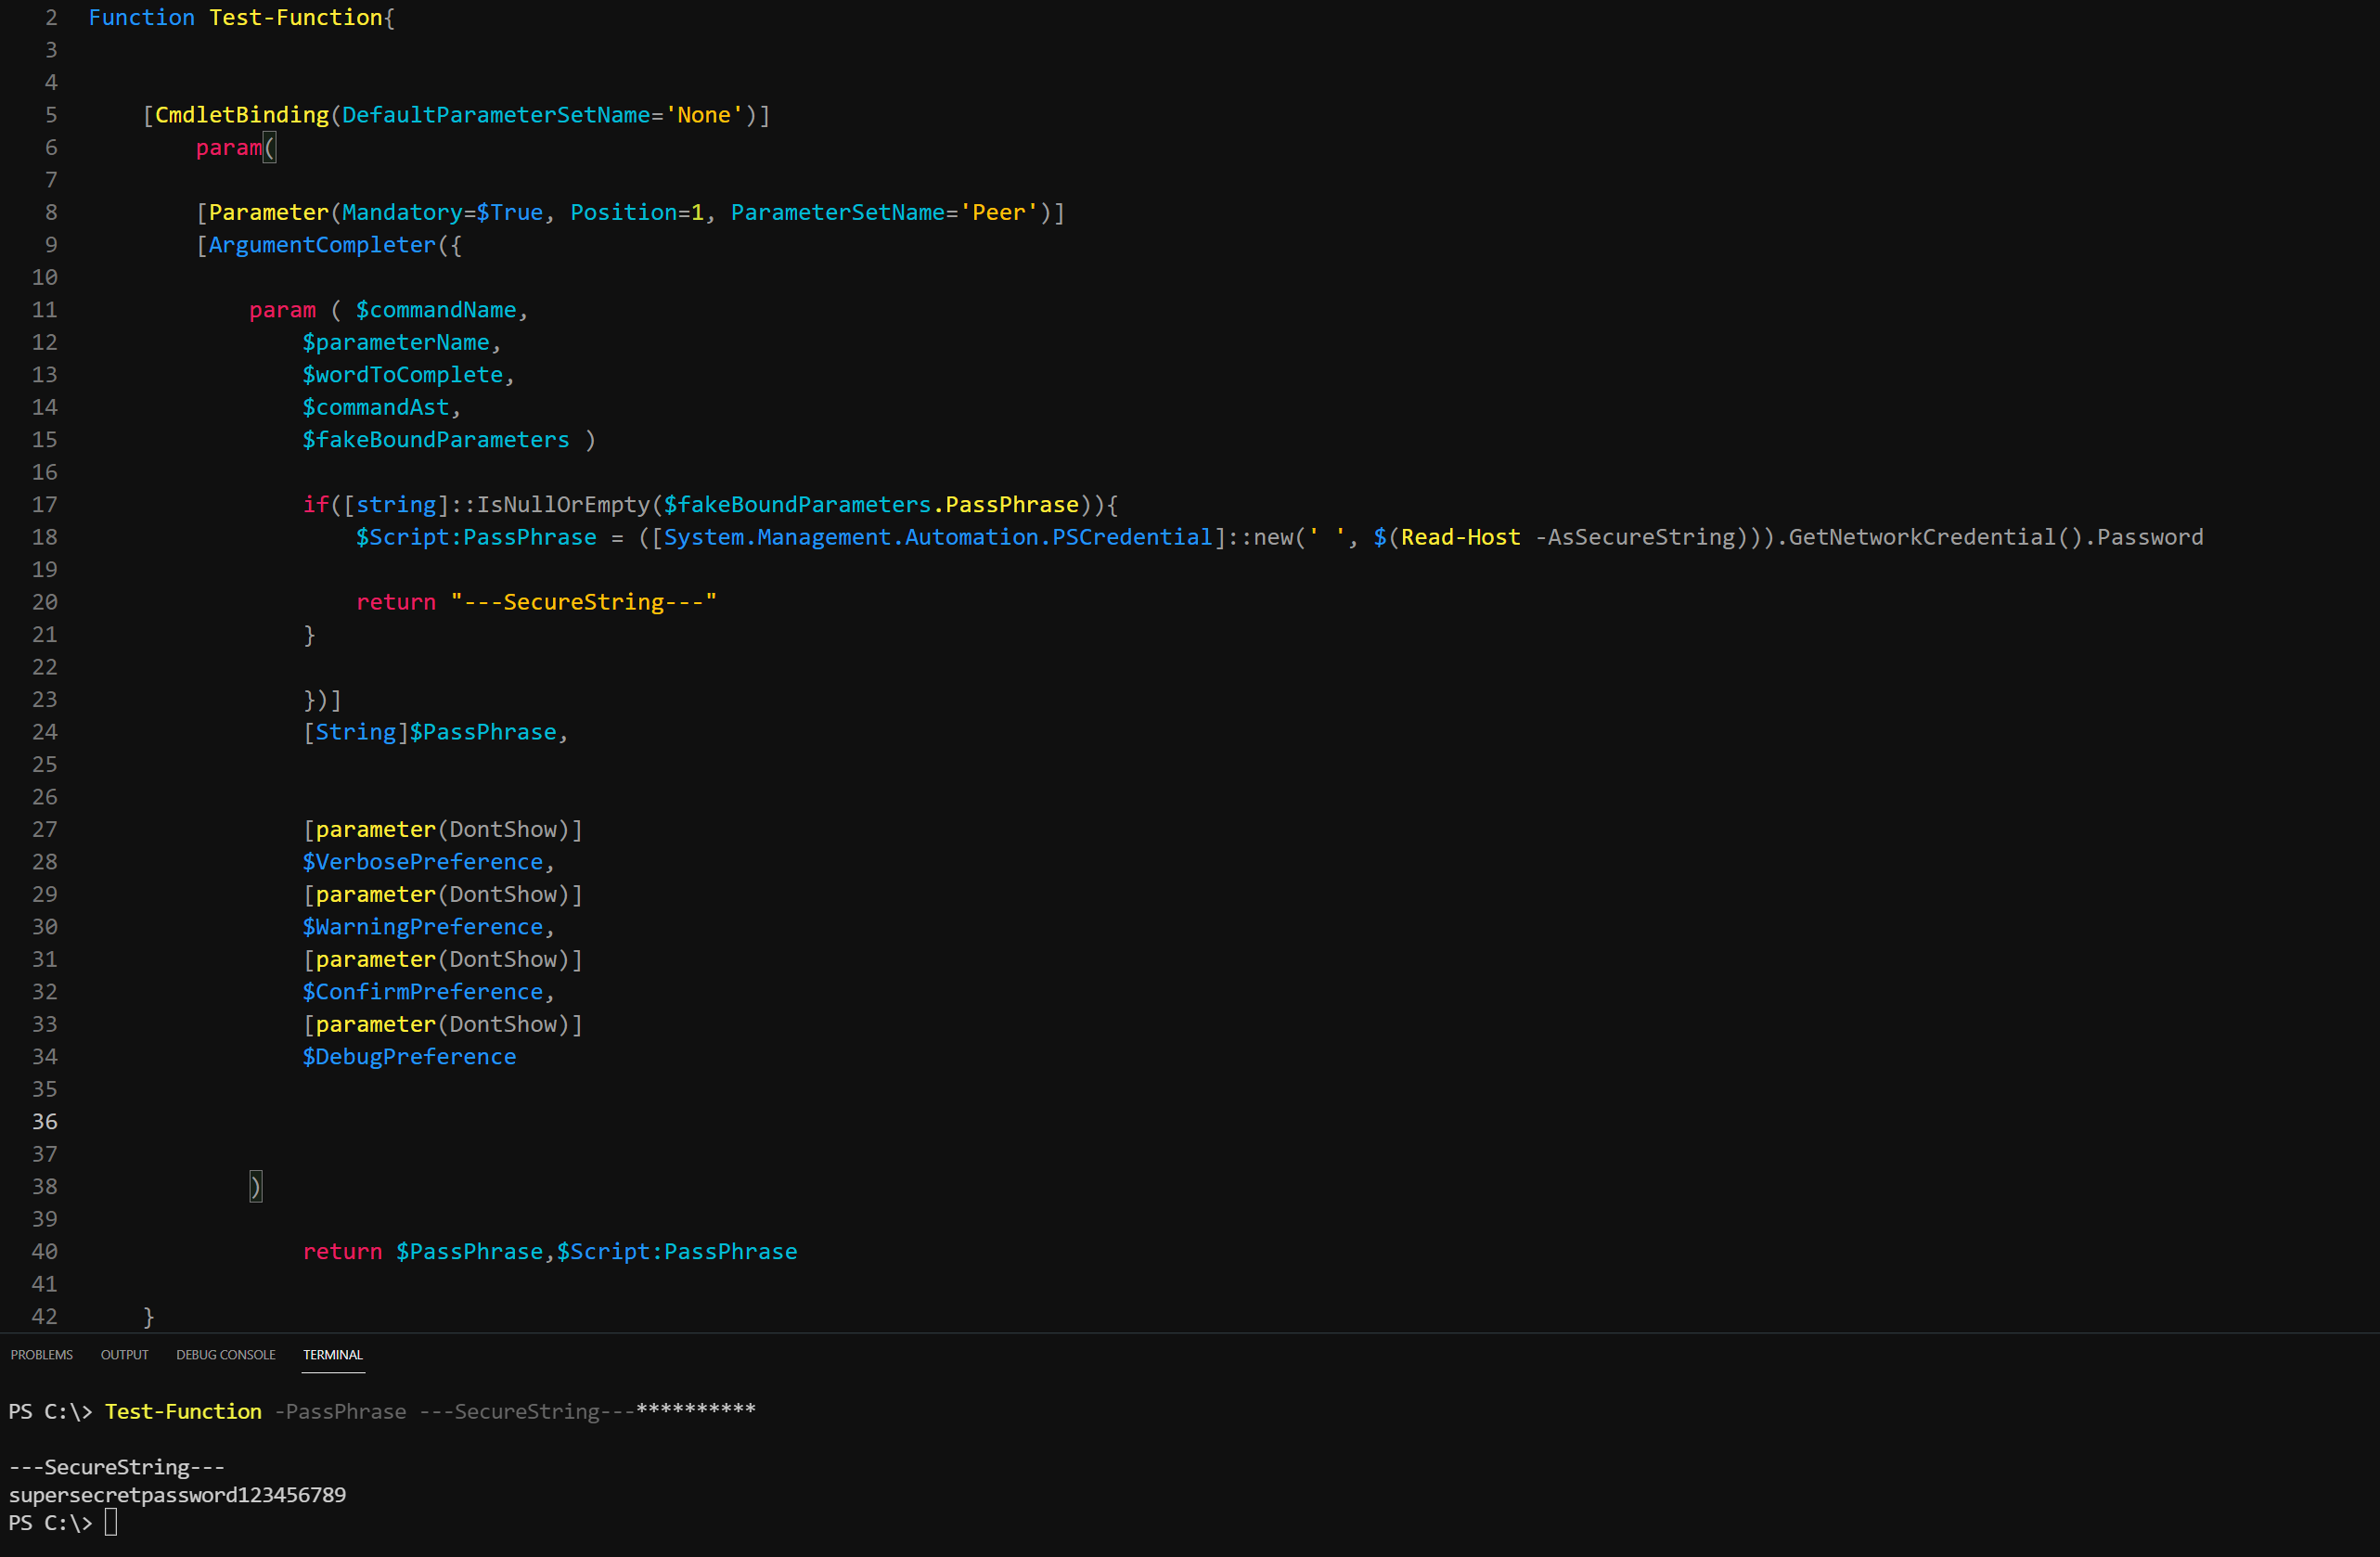 2 Function Test-Function{
3
4
5 [CmdletBinding(DefaultParameterSetName='None')]
6 param(
7
8 [Parameter(Mandatory=$True, Position=1, ParameterSetName='Peer')]
9 [ArgumentCompleter({
10
11 param ( $commandName,
12 $parameterName,
13 $wordToComplete,
14 $commandAst,
15 $fakeBoundParameters )
16
17 if([string]::IsNullOrEmpty($fakeBoundParameters.PassPhrase)){
18 $Script:PassPhrase = ([System.Management.Automation.PSCredential]::new(' ', $(Read-Host -AsSecureString))).GetNetworkCredential().Password
19
20 return "---SecureString---"
21 }
22
23 })]
24 [String]$PassPhrase,
25
26
27 [parameter(DontShow)]
28 $VerbosePreference,
29 [parameter(DontShow)]
30 $WarningPreference,
31 [parameter(DontShow)]
32 $ConfirmPreference,
33 [parameter(DontShow)]
34 $DebugPreference
35
36
37
38 )
39
40 return $PassPhrase,$Script:PassPhrase
41
42 }
PROBLEMS OUTPUT DEBUG CONSOLE TERMINAL
PS C:\> Test-Function -PassPhrase ---SecureString---**********
---SecureString---
supersecretpassword123456789
PS C:\>